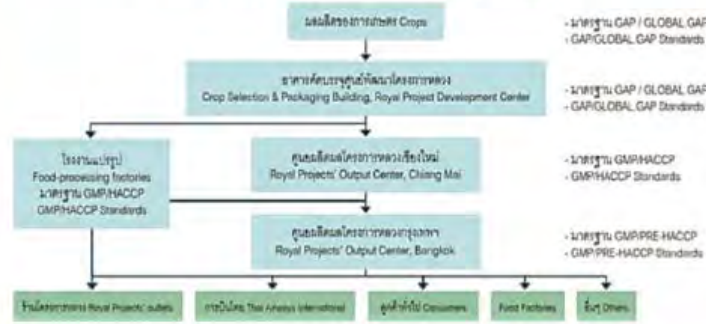 ผลผลิตของเกษตรกร Crops
- มาตรฐาน GAP / GLOBAL GAP
- GAP/GLOBAL GAP Standards
อาคารคัดบรรจุศูนย์พัฒนาโครงการหลวง
Crop Selection & Packaging Building, Royal Project Development Center
- มาตรฐาน GAP / GLOBAL GAP
- GAP/GLOBAL GAP Standards
โรงงานแปรรูป
Food-processing factories
มาตรฐาน GMP/HACCP
GMP/HACCP Standards
ศูนย์ผลิตผลโครงการหลวงเชียงใหม่
Royal Projects' Output Center, Chiang Mai
- มาตรฐาน GMP/HACCP
- GMP/HACCP Standards
ศูนย์ผลิตผลโครงการหลวงกรุงเทพฯ
Royal Projects' Output Center, Bangkok
- มาตรฐาน GMP/PRE-HACCP
- GMP/PRE-HACCP Standards
ร้านโครงการหลวง Royal Projects' outlets
การบินไทย Thai Airways International
ลูกค้าทั่วไป Consumers
Food Factories
อื่นๆ Others